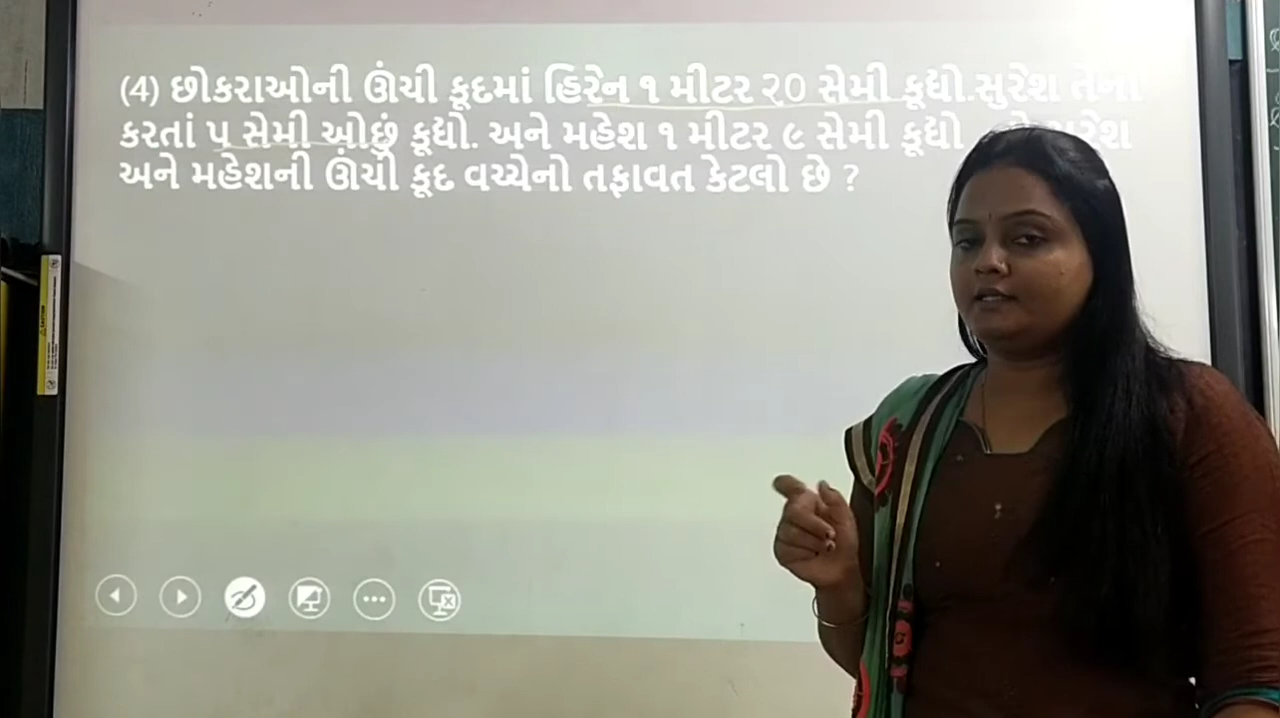 (4) છોકરાઓની ઊંચી કૂદમાં હિરેન ૧ મીટર ૨0 સેમી કૂદ્યો.સુરેશ તેના
કરતાં ૫ સેમી ઓછું કૂદ્યો. અને મહેશ ૧ મીટર ૯ સેમી કૂદ્યો સુરેશ
અને મહેશની ઊંચી કૂદ વચ્ચેનો તફાવત કેટલો છે ?